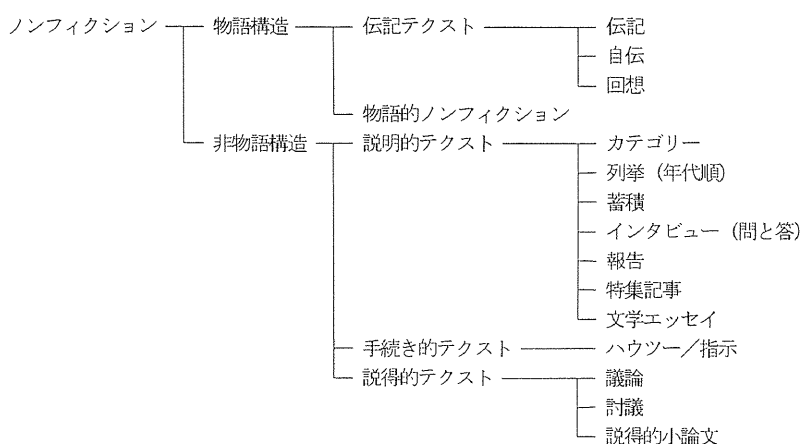 ノンフィクション 物語構造 伝記テクスト 伝記
自伝
回想
物語的ノンフィクション
非物語構造 説明的テクスト カテゴリー
列挙（年代順）
蓄積
インタビュー（問と答）
報告
特集記事
文学エッセイ
手続き的テクスト ハウツー／指示
説得的テクスト 議論
討議
説得的小論文